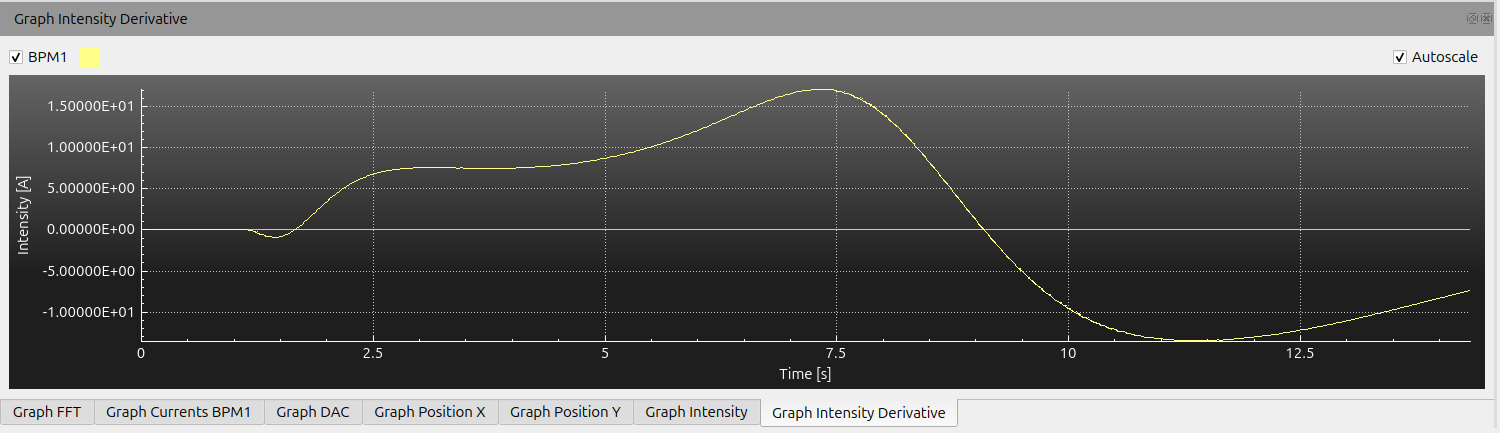 Graph Intensity Derivative
BPM1
Autoscale
1.50000E+01
1.00000E+01
5.00000E+00
0.00000E+00
-5.00000E+00
-1.00000E+01
Intensity [A]
0 2.5 5 7.5 10 12.5
Time [s]
Graph FFT Graph Currents BPM1 Graph DAC Graph Position X Graph Position Y Graph Intensity Graph Intensity Derivative